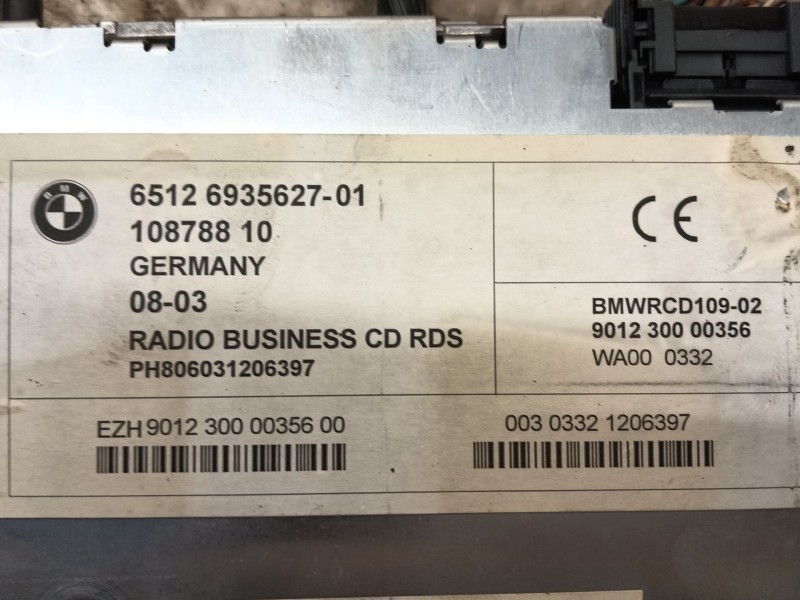 BMW
6512 6935627-01
108788 10
GERMANY
08-03
RADIO BUSINESS CD RDS
PH806031206397
CE
BMWRCD109-02
9012 300 00356
WA00 0332
EZH 9012 300 00356 00
003 0332 1206397